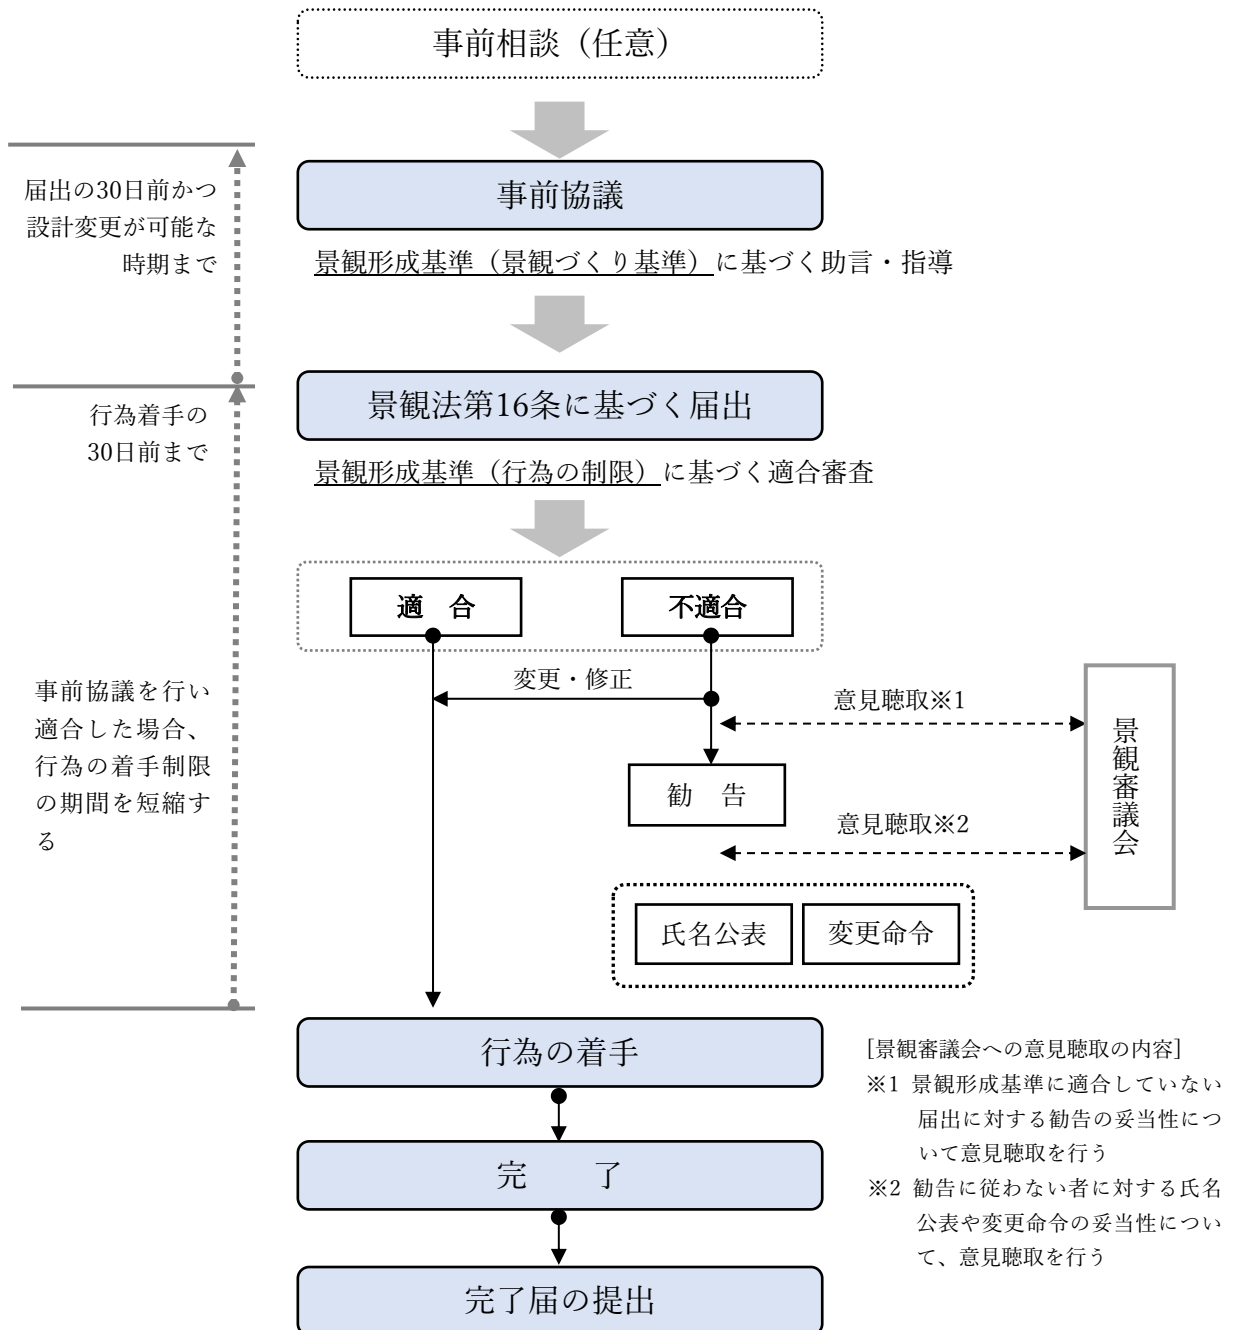 事前相談（任意）
届出の30日前かつ
設計変更が可能な
時期まで
事前協議
景観形成基準（景観づくり基準）に基づく助言・指導
行為着手の
30日前まで
景観法第16条に基づく届出
景観形成基準（行為の制限）に基づく適合審査
適　合
不適合
変更・修正
意見聴取※1
景観審議会
勧　告
意見聴取※2
事前協議を行い
適合した場合、
行為の着手制限
の期間を短縮す
る
氏名公表
変更命令
行為の着手
完　　了
完了届の提出
[景観審議会への意見聴取の内容]
※1 景観形成基準に適合していない
届出に対する勧告の妥当性につ
いて意見聴取を行う
※2 勧告に従わない者に対する氏名
公表や変更命令の妥当性につい
て、意見聴取を行う